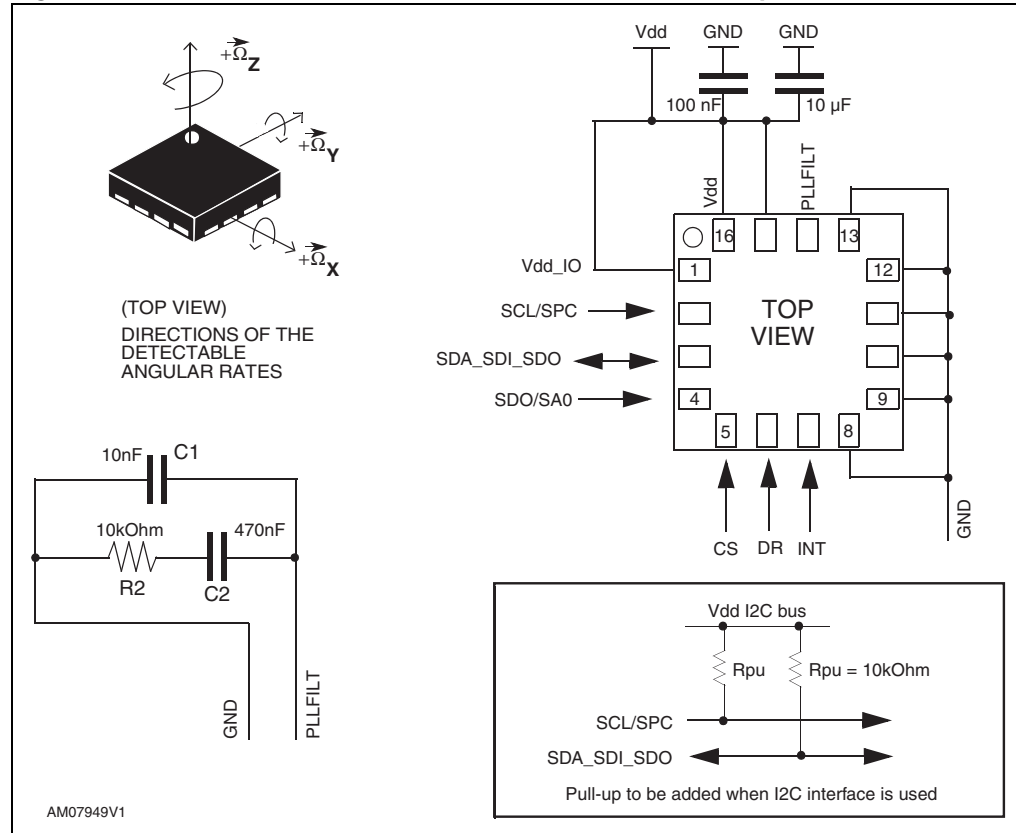 +Ω Z
+Ω Y
+Ω X
(TOP VIEW)
DIRECTIONS OF THE
DETECTABLE
ANGULAR RATES
Vdd GND GND
100 nF 10 µF
Vdd
PLLFILT
16 13
Vdd_IO 1 12
SCL/SPC
TOP
VIEW
SDA_SDI_SDO
SDO/SA0 4 9
5 8
CS DR INT
GND
10nF C1
10kOhm 470nF
R2 C2
GND
PLLFILT
Vdd I2C bus
Rpu Rpu = 10kOhm
SCL/SPC
SDA_SDI_SDO
Pull-up to be added when I2C interface is used
AM07949V1